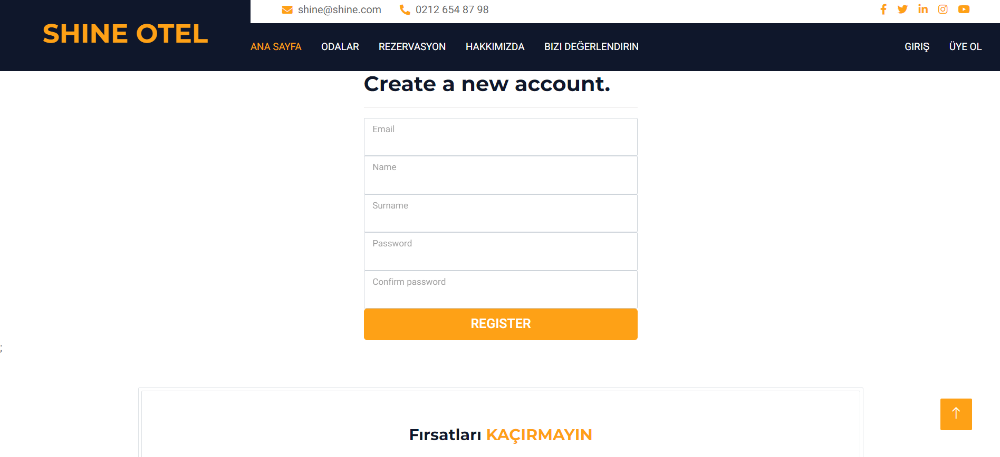 SHINE OTEL
shine@shine.com 0212 654 87 98
ANA SAYFA ODALAR REZERVASYON HAKKIMIZDA BIZI DEĞERLENDIRIN GIRIŞ ÜYE OL
Create a new account.
Email
Name
Surname
Password
Confirm password
REGISTER
;
Fırsatları KAÇIRMAYIN